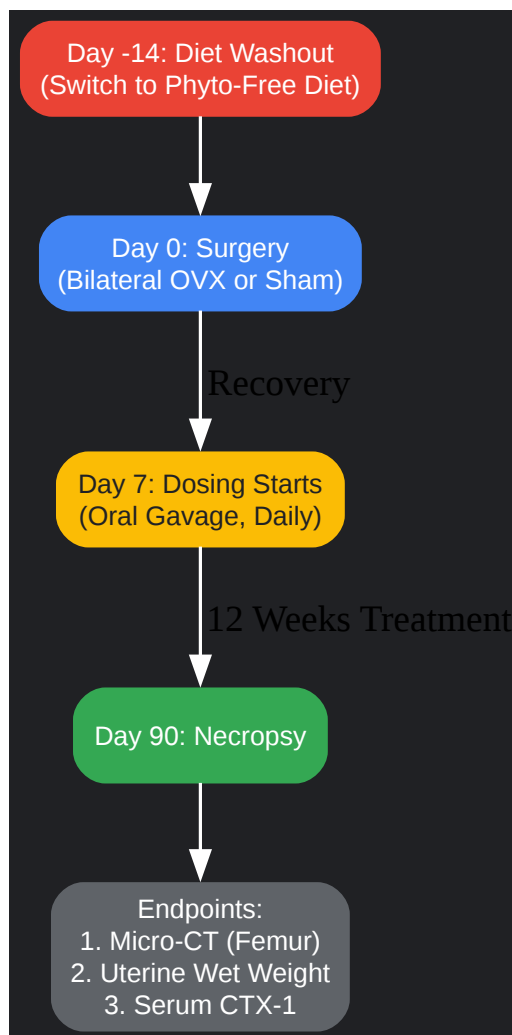 Day -14: Diet Washout
(Switch to Phyto-Free Diet)
Day 0: Surgery
(Bilateral OVX or Sham)
Recovery
Day 7: Dosing Starts
(Oral Gavage, Daily)
12 Weeks Treatment
Day 90: Necropsy
Endpoints:
1. Micro-CT (Femur)
2. Uterine Wet Weight
3. Serum CTX-1